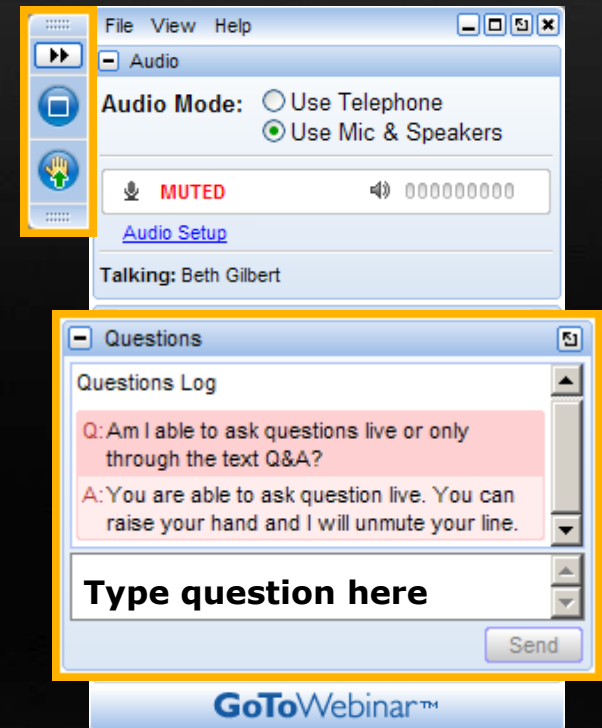 File View Help
Audio
Audio Mode: Use Telephone
Use Mic & Speakers
MUTED 000000000
Audio Setup
Talking: Beth Gilbert
Questions
Questions Log
Q: Am I able to ask questions live or only
through the text Q&A?
A: You are able to ask question live. You can
raise your hand and I will unmute your line.
Type question here
Send
GoToWebinar™